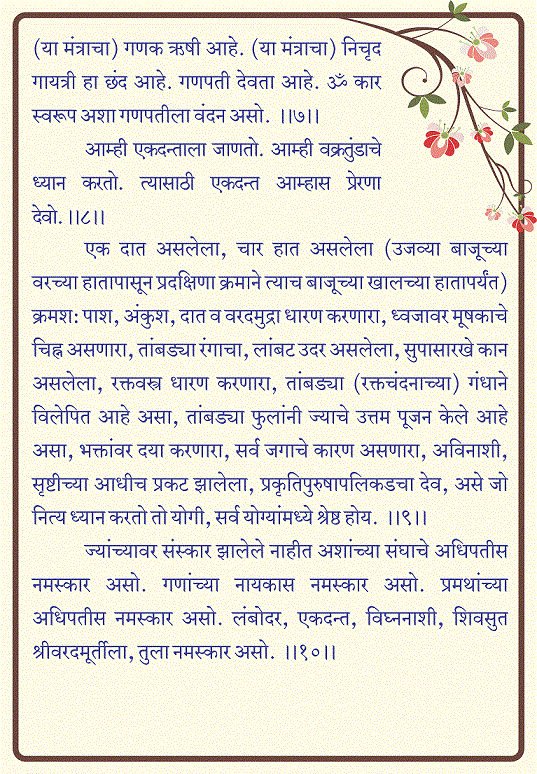 (या मंत्राचा) गणक ऋषी आहे. (या मंत्राचा) निचृद
गायत्री हा छंद आहे. गणपती देवता आहे. ॐ कार
स्वरूप अशा गणपतीला वंदन असो. ।।७।।
आम्ही एकदन्ताला जाणतो. आम्ही वक्रतुंडाचे
ध्यान करतो. त्यासाठी एकदन्त आम्हास प्रेरणा
देवो. ।।८।।
एक दात असलेला, चार हात असलेला (उजव्या बाजूच्या
वरच्या हातापासून प्रदक्षिणा क्रमाने त्याच बाजूच्या खालच्या हातापर्यंत)
क्रमश: पाश, अंकुश, दात व वरदमुद्रा धारण करणारा, ध्वजावर मूषकाचे
चिह्न असणारा, तांबड्या रंगाचा, लांबट उदर असलेला, सुपासारखे कान
असलेला, रक्तवस्त्र धारण करणारा, तांबड्या (रक्तचंदनाच्या) गंधाने
विलेपित आहे असा, तांबड्या फुलांनी ज्याचे उत्तम पूजन केले आहे
असा, भक्तांवर दया करणारा, सर्व जगाचे कारण असणारा, अविनाशी,
सृष्टीच्या आधीच प्रकट झालेला, प्रकृतिपुरुषापलिकडचा देव, असे जो
नित्य ध्यान करतो तो योगी, सर्व योग्यांमध्ये श्रेष्ठ होय. ।।९।।
ज्यांच्यावर संस्कार झालेले नाहीत अशांच्या संघाचे अधिपतीस
नमस्कार असो. गणांच्या नायकास नमस्कार असो. प्रमथांच्या
अधिपतीस नमस्कार असो. लंबोदर, एकदन्त, विघ्ननाशी, शिवसुत
श्रीवरदमूर्तीला, तुला नमस्कार असो. ।।१०।।